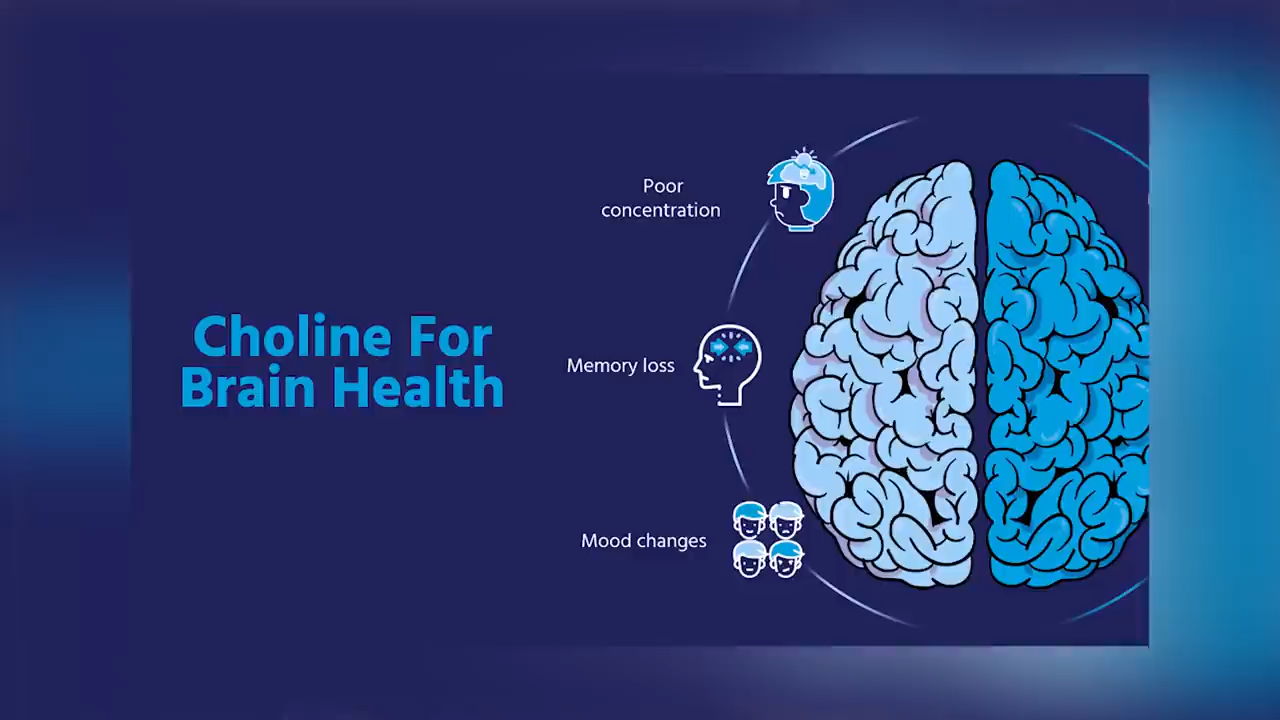 Choline For
Brain Health
Poor
concentration
Memory loss
Mood changes